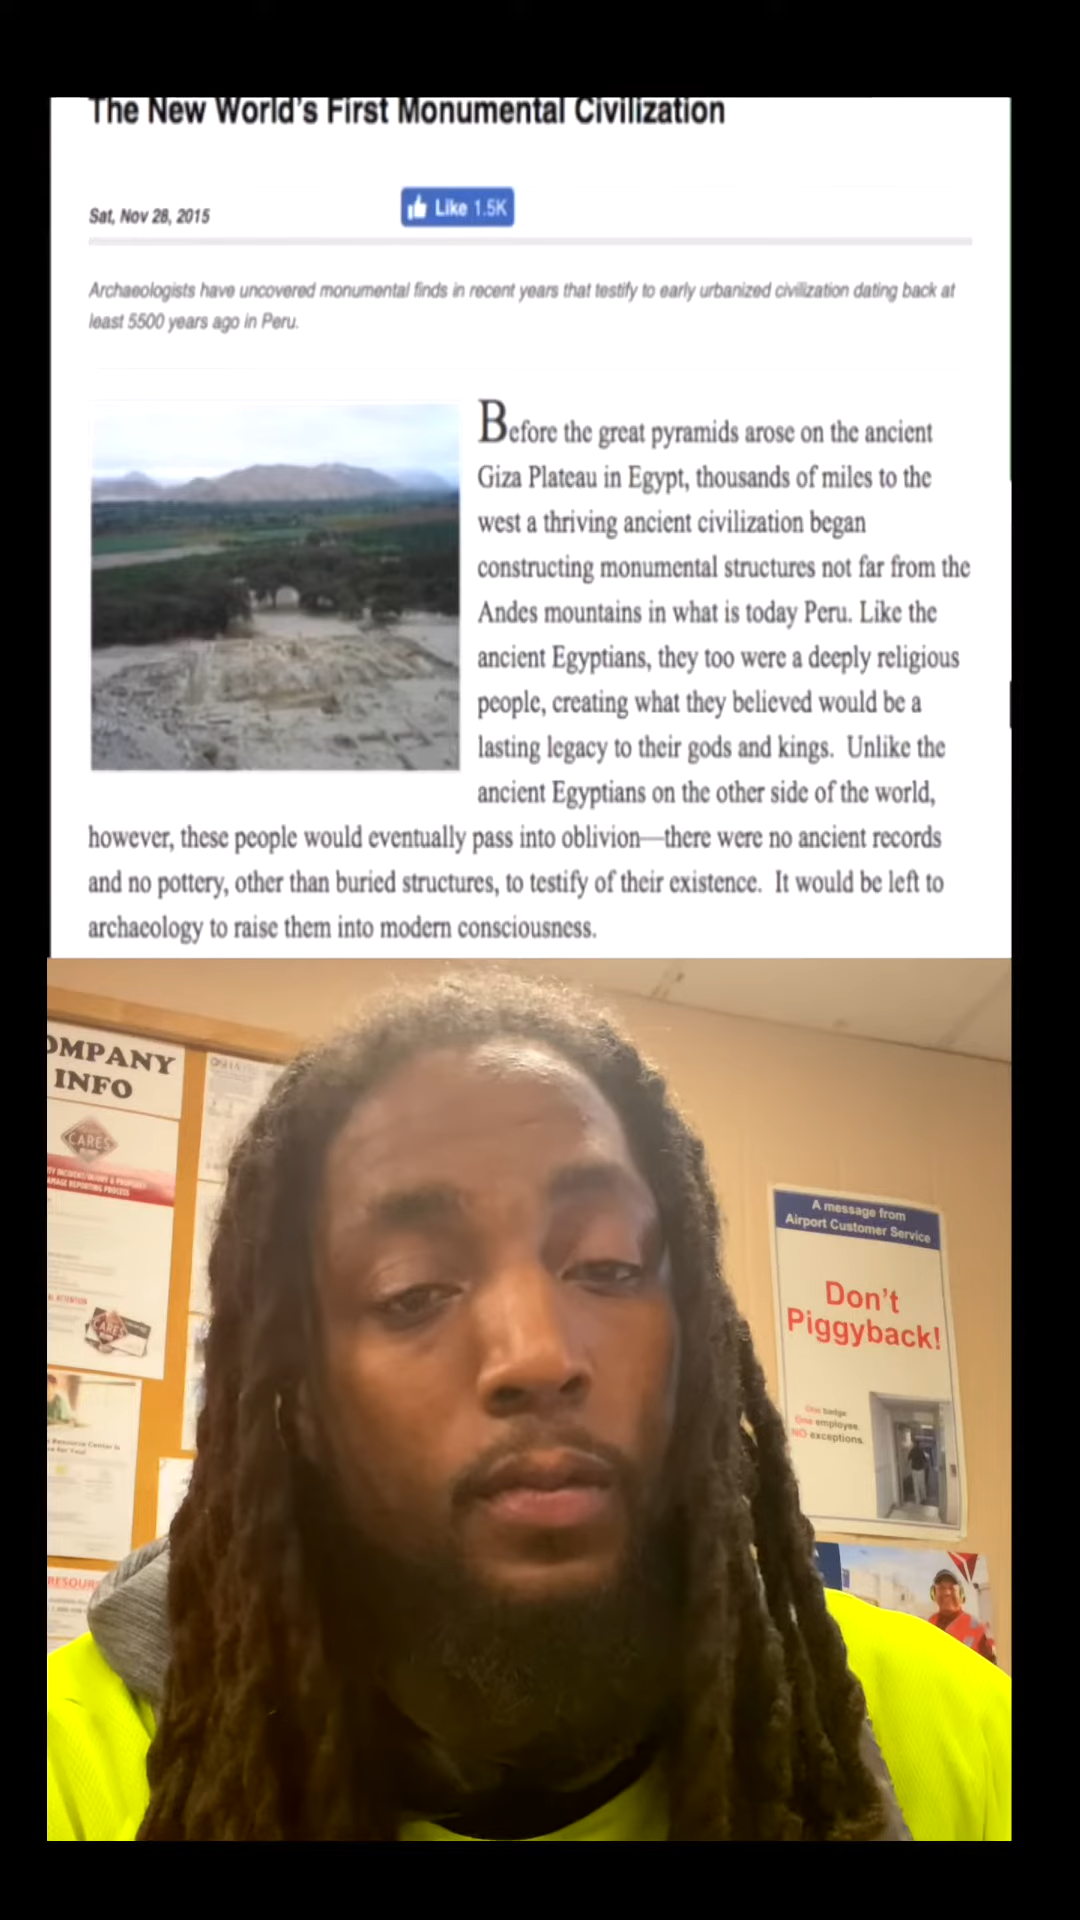 The New World's First Monumental Civilization
Sat, Nov 28, 2015
Like 1.5K
Archaeologists have uncovered monumental finds in recent years that testify to early urbanized civilization dating back at
least 5500 years ago in Peru.
Before the great pyramids arose on the ancient
Giza Plateau in Egypt, thousands of miles to the
west a thriving ancient civilization began
constructing monumental structures not far from the
Andes mountains in what is today Peru. Like the
ancient Egyptians, they too were a deeply religious
people, creating what they believed would be a
lasting legacy to their gods and kings. Unlike the
ancient Egyptians on the other side of the world,
however, these people would eventually pass into oblivion—there were no ancient records
and no pottery, other than buried structures, to testify of their existence. It would be left to
archaeology to raise them into modern consciousness.
OMPANY
INFO
CARES
REPORTING PROCESS
CARES
A message from
Airport Customer Service
Don't
Piggyback!
One badge
One employee
NO exceptions.